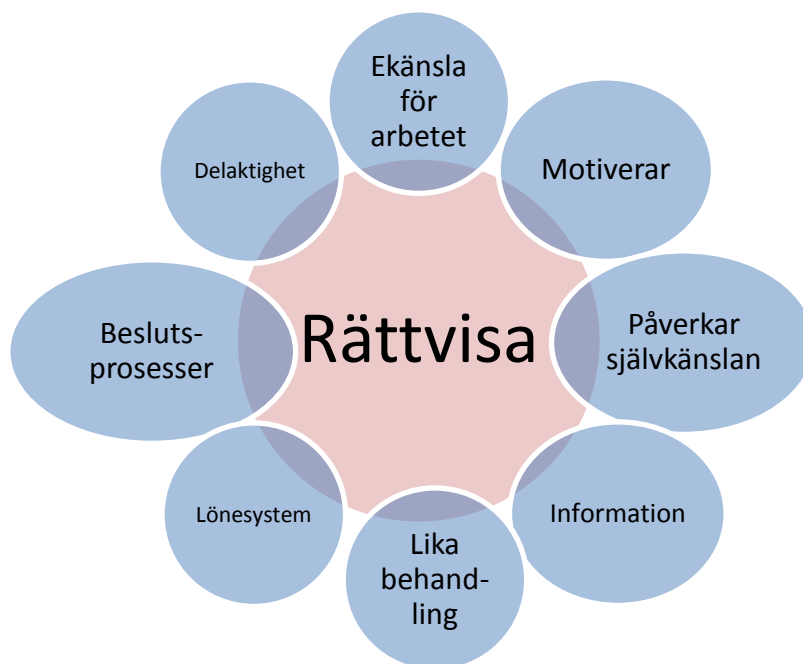 Ekänsla
för
arbetet
Motiverar
Påverkar
självkänslan
Information
Lika
behand-
ling
Lönesystem
Besluts-
prosesser
Delaktighet
Rättvisa